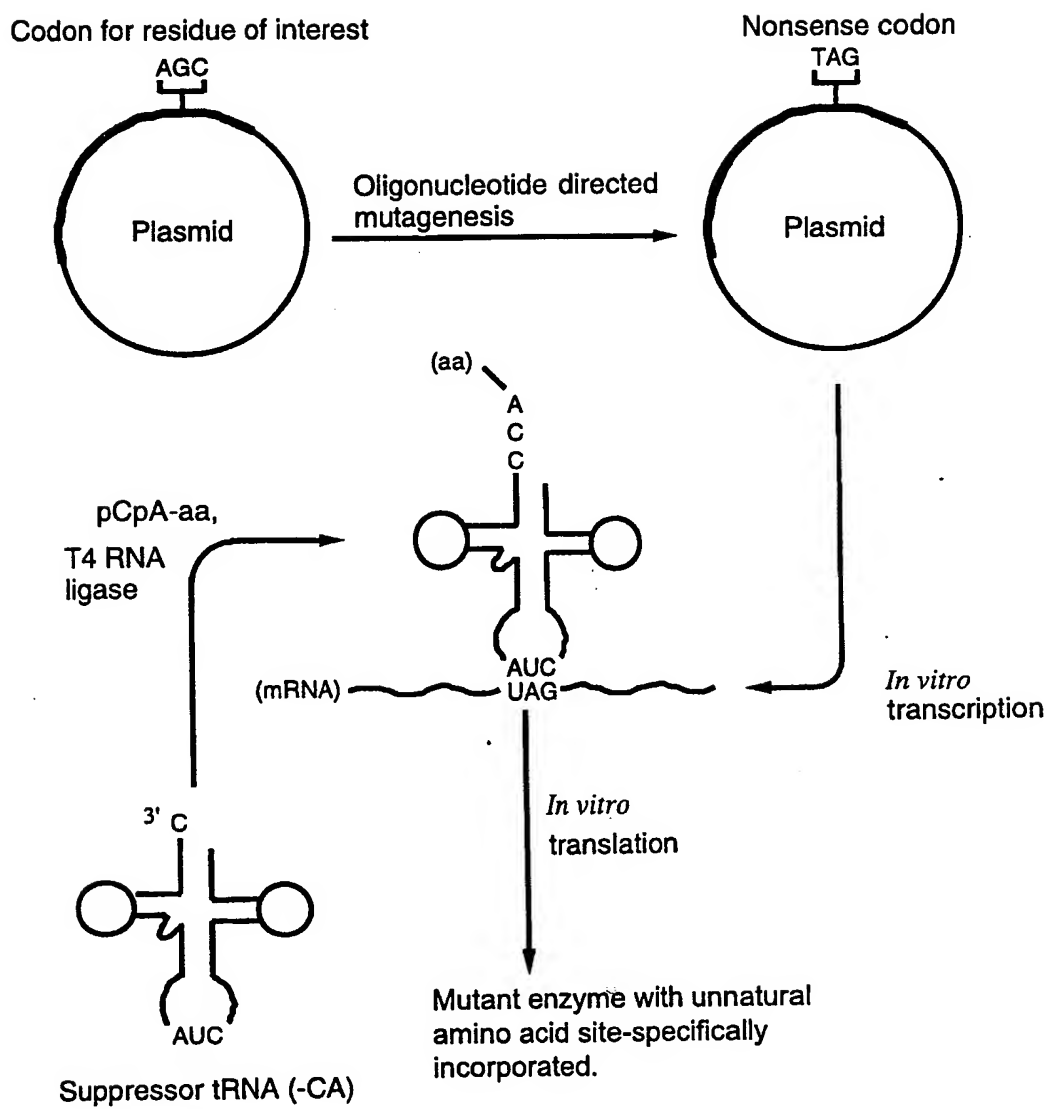 Codon for residue of interest
AGC
Nonsense codon
TAG
Plasmid
Oligonucleotide directed
mutagenesis
Plasmid
(aa)
A
C
C
pCpA-aa,
T4 RNA
ligase
AUC
(mRNA)
UAG
In vitro
transcription
In vitro
translation
3' C
AUC
Suppressor tRNA (-CA)
Mutant enzyme with unnatural
amino acid site-specifically
incorporated.